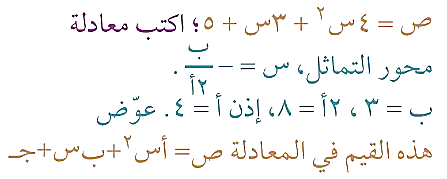 ص = ٤س٢ + ٣س + ٥؛ اكتب معادلة
محور التماثل، س = – ب/٢أ .
ب = ٣ ، ٢أ = ٨، إذن أ = ٤. عوّض
هذه القيم في المعادلة ص= أس٢+ب س+جـ